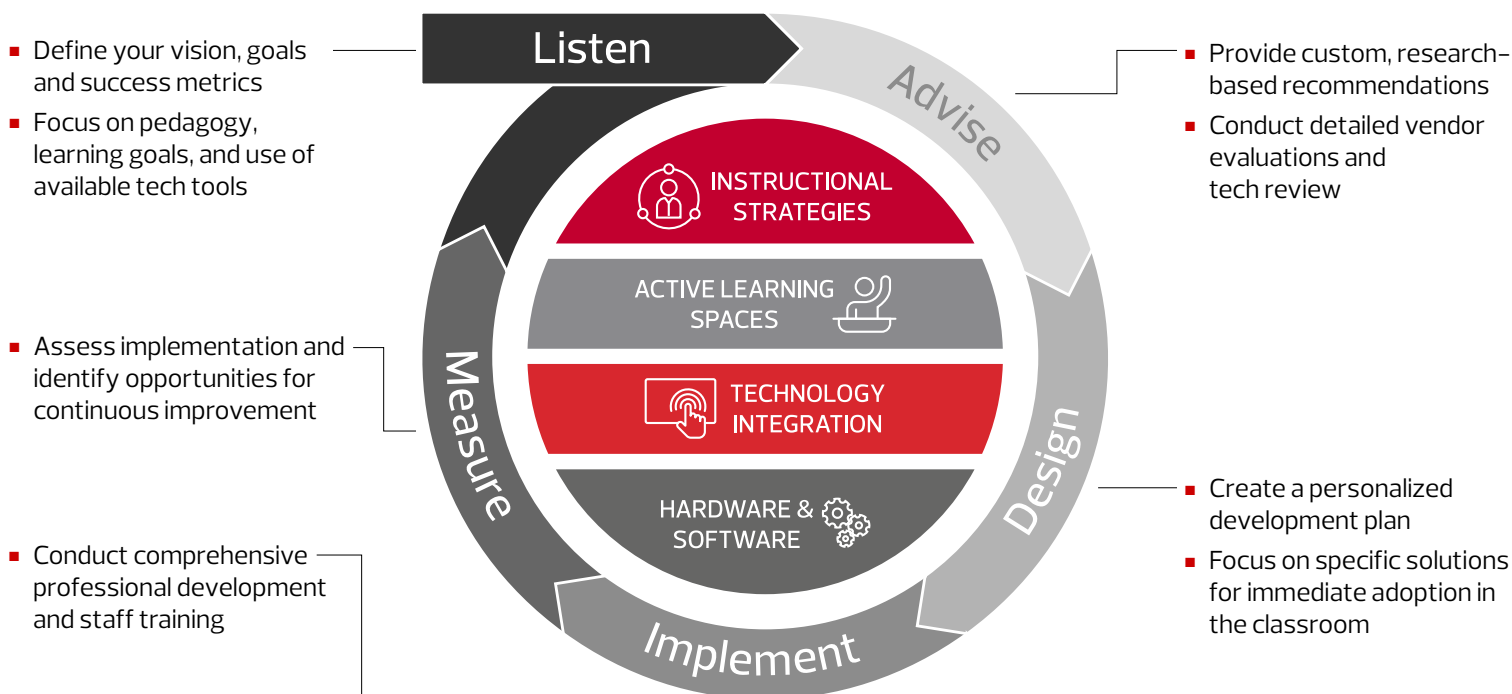 Listen
Advise
Design
Implement
Measure
■ Define your vision, goals
and success metrics
■ Focus on pedagogy,
learning goals, and use of
available tech tools
■ Provide custom, research-
based recommendations
■ Conduct detailed vendor
evaluations and
tech review
INSTRUCTIONAL
STRATEGIES
ACTIVE LEARNING
SPACES
TECHNOLOGY
INTEGRATION
HARDWARE &
SOFTWARE
■ Assess implementation and
identify opportunities for
continuous improvement
■ Create a personalized
development plan
■ Focus on specific solutions
for immediate adoption in
the classroom
■ Conduct comprehensive
professional development
and staff training